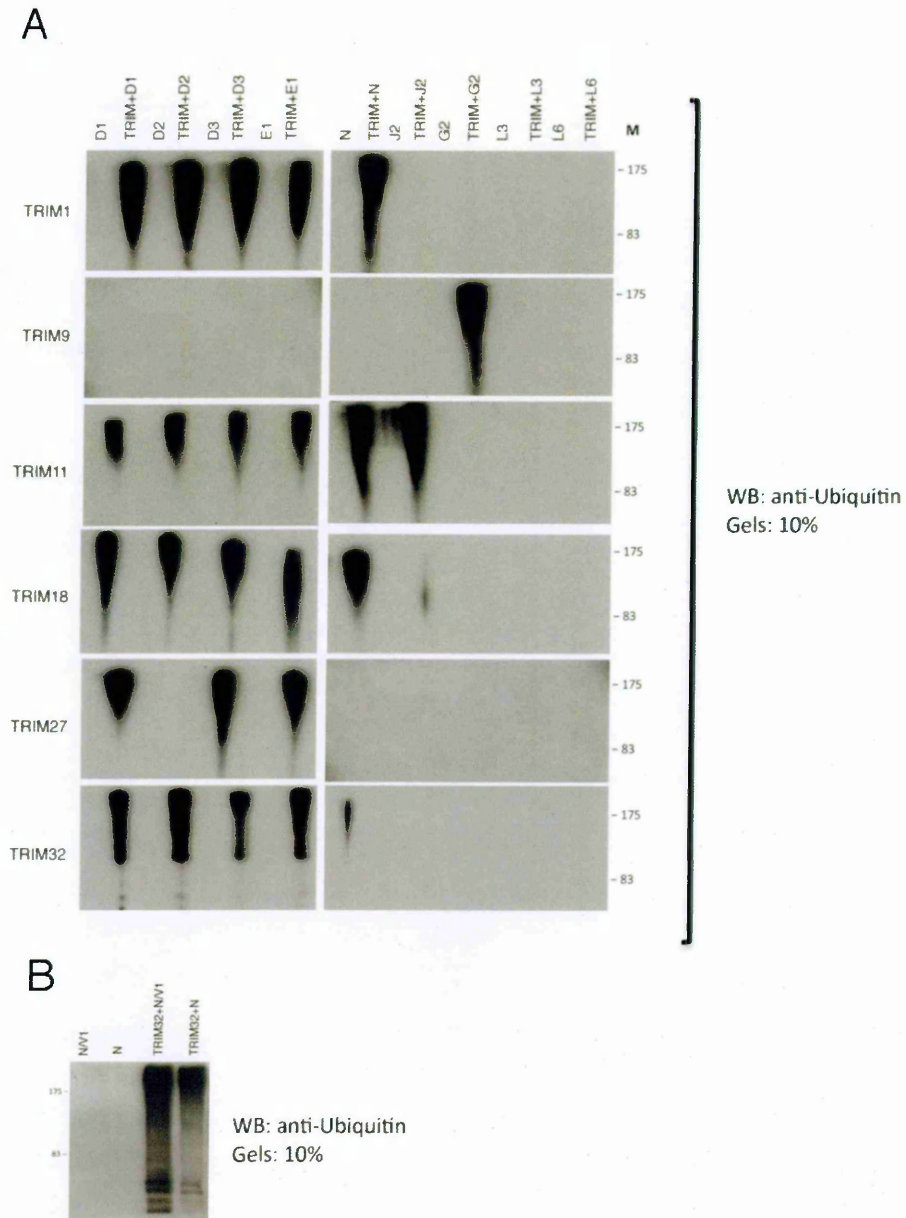 A
D1
TRIM+D1
D2
TRIM+D2
D3
TRIM+D3
E1
TRIM+E1
N
TRIM+N
J2
TRIM+J2
G2
TRIM+G2
L3
TRIM+L3
L6
TRIM+L6
M
TRIM1
- 175
- 83
TRIM9
- 175
- 83
TRIM11
- 175
- 83
TRIM18
- 175
- 83
TRIM27
- 175
- 83
TRIM32
- 175
- 83
WB: anti-Ubiquitin
Gels: 10%
B
N/V1
N
TRIM32+N/V1
TRIM32+N
175 -
83 -
WB: anti-Ubiquitin
Gels: 10%